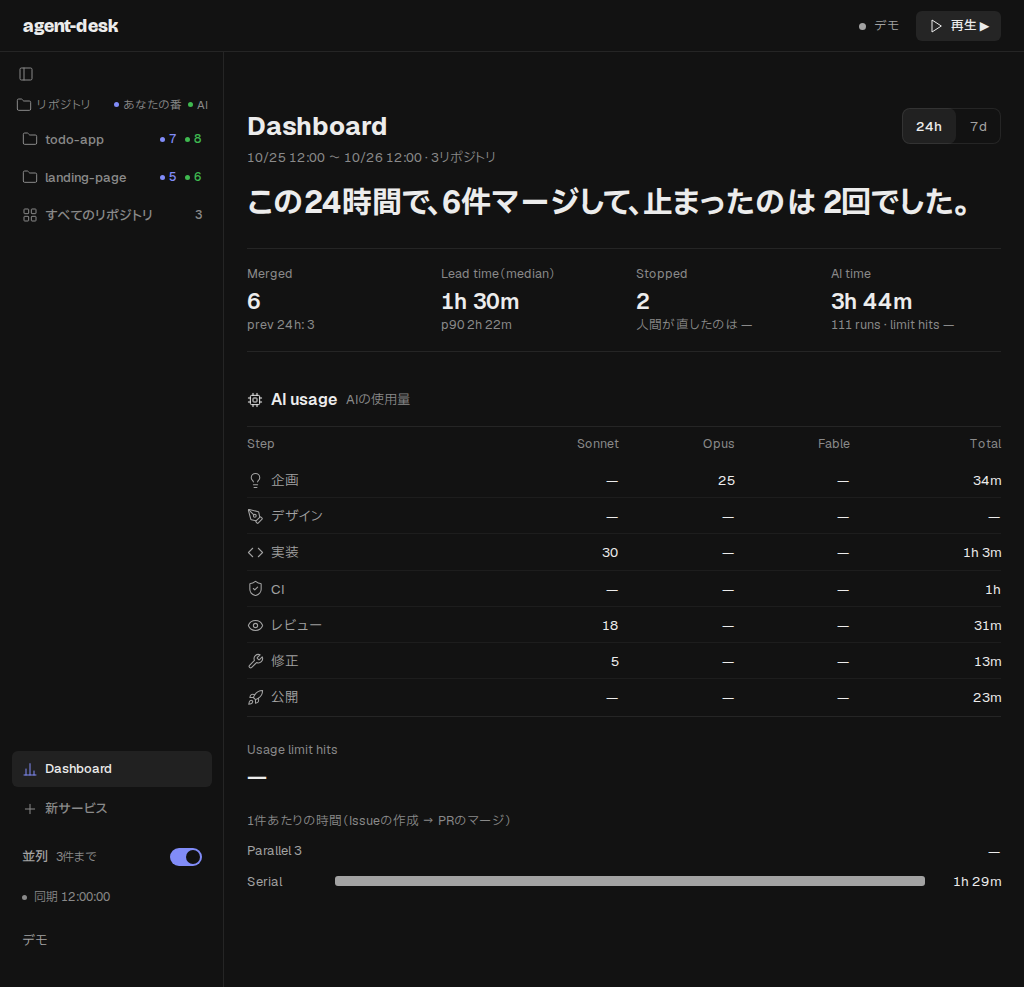 agent-desk
デモ
再生 ▶
リポジトリ あなたの番 AI
todo-app 7 8
landing-page 5 6
すべてのリポジトリ 3
Dashboard
新サービス
並列 3件まで
同期 12:00:00
デモ
Dashboard
24h 7d
10/25 12:00 〜 10/26 12:00 · 3リポジトリ
この24時間で、6件マージして、止まったのは 2回でした。
Merged Lead time（median） Stopped AI time
6 1h 30m 2 3h 44m
prev 24h: 3 p90 2h 22m 人間が直したのは — 111 runs · limit hits —
AI usage AIの使用量
Step Sonnet Opus Fable Total
企画 — 25 — 34m
デザイン — — — —
実装 30 — — 1h 3m
CI — — — 1h
レビュー 18 — — 31m
修正 5 — — 13m
公開 — — — 23m
Usage limit hits
—
1件あたりの時間（Issueの作成 → PRのマージ）
Parallel 3 —
Serial 1h 29m